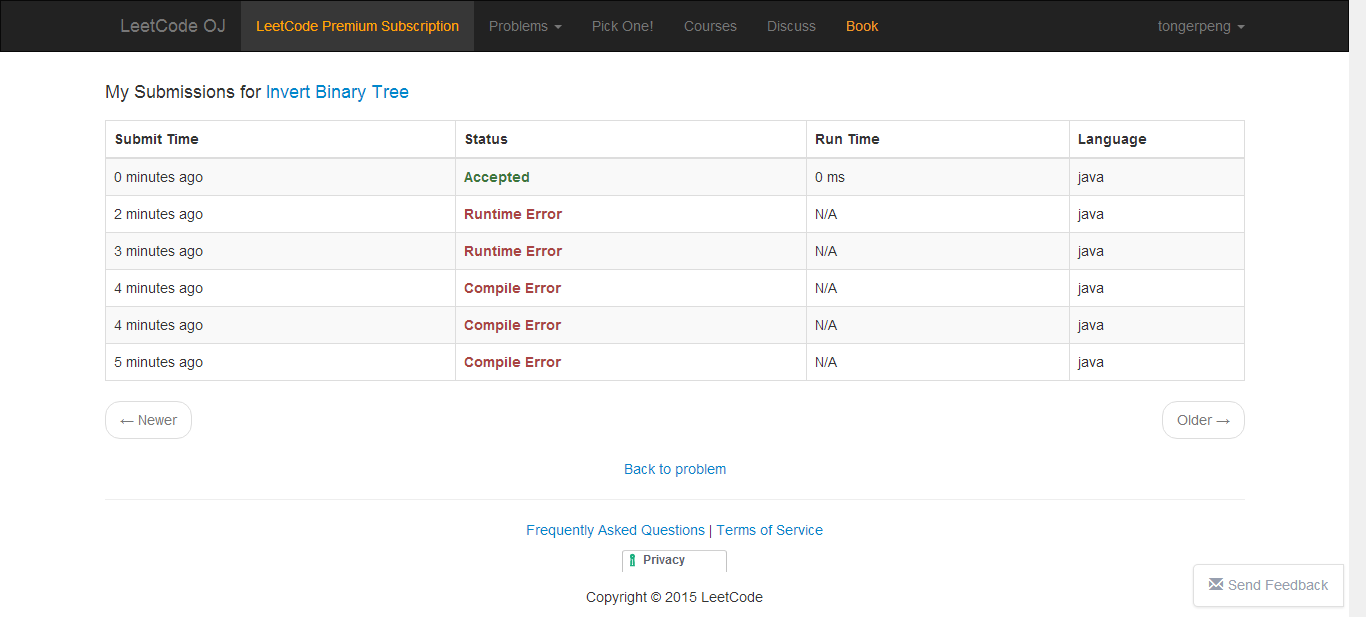 LeetCode OJ LeetCode Premium Subscription Problems Pick One! Courses Discuss Book tongerpeng
My Submissions for Invert Binary Tree
Submit Time Status Run Time Language
0 minutes ago Accepted 0 ms java
2 minutes ago Runtime Error N/A java
3 minutes ago Runtime Error N/A java
4 minutes ago Compile Error N/A java
4 minutes ago Compile Error N/A java
5 minutes ago Compile Error N/A java
← Newer Older →
Back to problem
Frequently Asked Questions | Terms of Service
Privacy
Send Feedback
Copyright © 2015 LeetCode